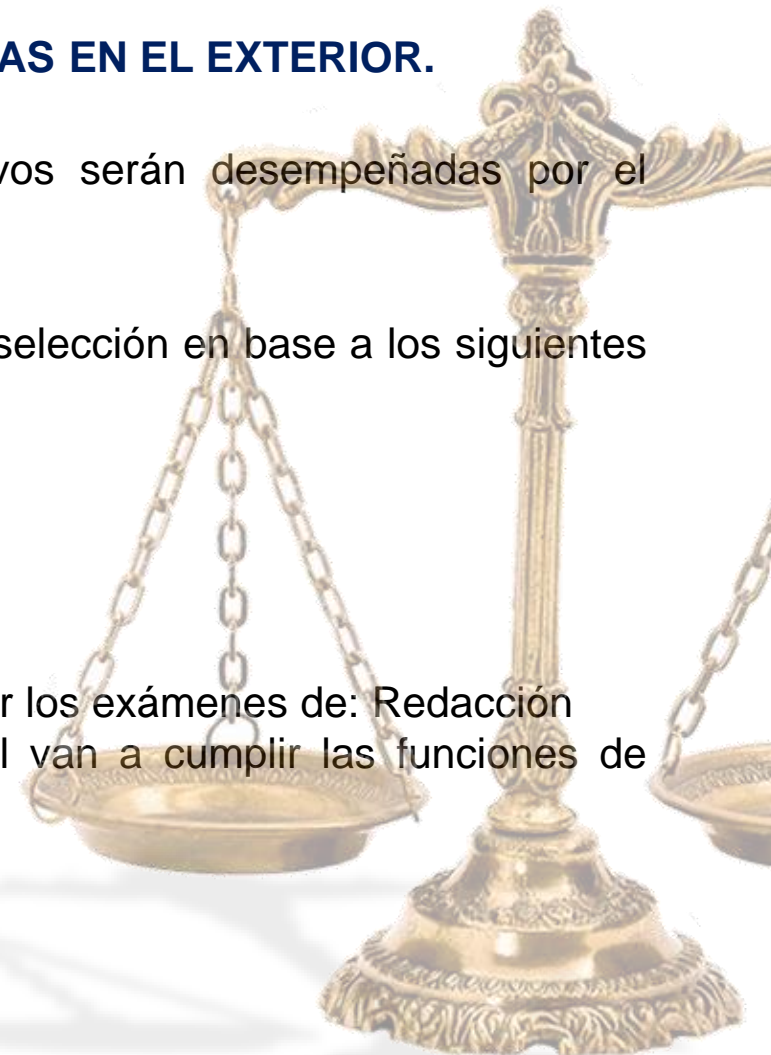 AS EN EL EXTERIOR.
vos serán desempeñadas por el
selección en base a los siguientes
r los exámenes de: Redacción
l van a cumplir las funciones de